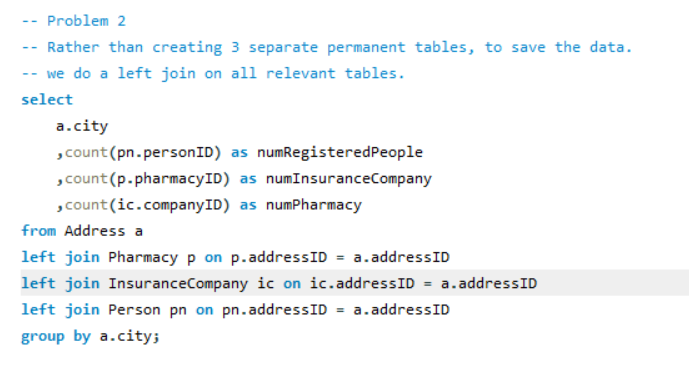 -- Problem 2
-- Rather than creating 3 separate permanent tables, to save the data.
-- we do a left join on all relevant tables.
select
a.city
,count(pn.personID) as numRegisteredPeople
,count(p.pharmacyID) as numInsuranceCompany
,count(ic.companyID) as numPharmacy
from Address a
left join Pharmacy p on p.addressID = a.addressID
left join InsuranceCompany ic on ic.addressID = a.addressID
left join Person pn on pn.addressID = a.addressID
group by a.city;